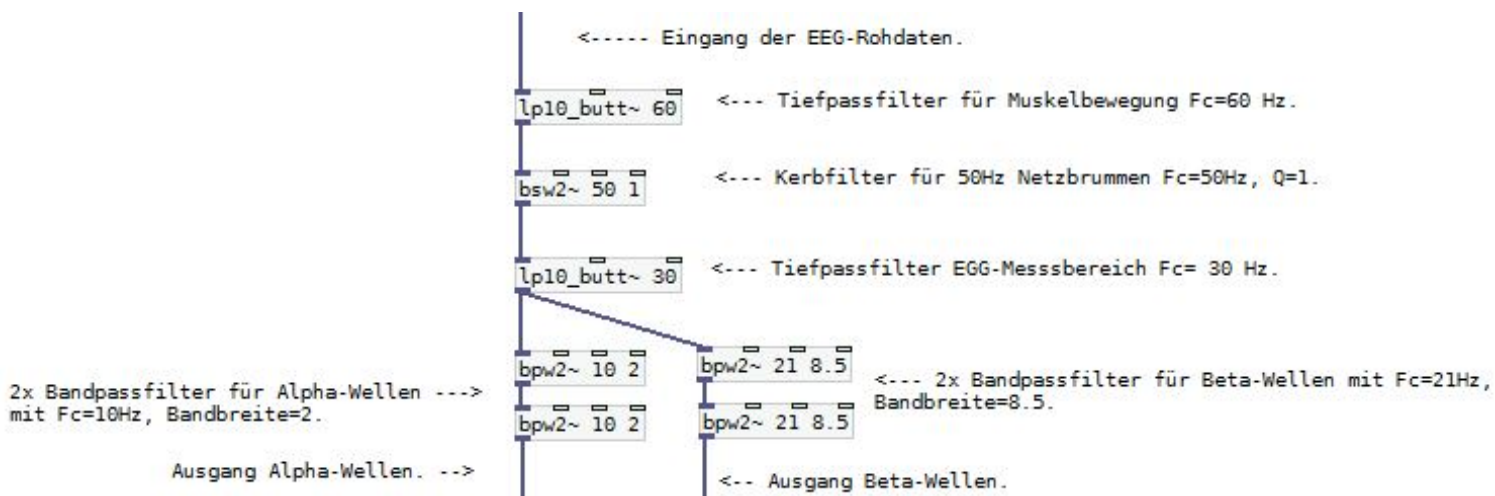 <----- Eingang der EEG-Rohdaten.
lp10_butt~ 60
<--- Tiefpassfilter für Muskelbewegung Fc=60 Hz.
bsw2~ 50 1
<--- Kerbfilter für 50Hz Netzbrummen Fc=50Hz, Q=1.
lp10_butt~ 30
<--- Tiefpassfilter EGG-Messsbereich Fc= 30 Hz.
2x Bandpassfilter für Alpha-Wellen --->
mit Fc=10Hz, Bandbreite=2.
bpw2~ 10 2
bpw2~ 10 2
bpw2~ 21 8.5
bpw2~ 21 8.5
<--- 2x Bandpassfilter für Beta-Wellen mit Fc=21Hz,
Bandbreite=8.5.
Ausgang Alpha-Wellen. -->
<-- Ausgang Beta-Wellen.